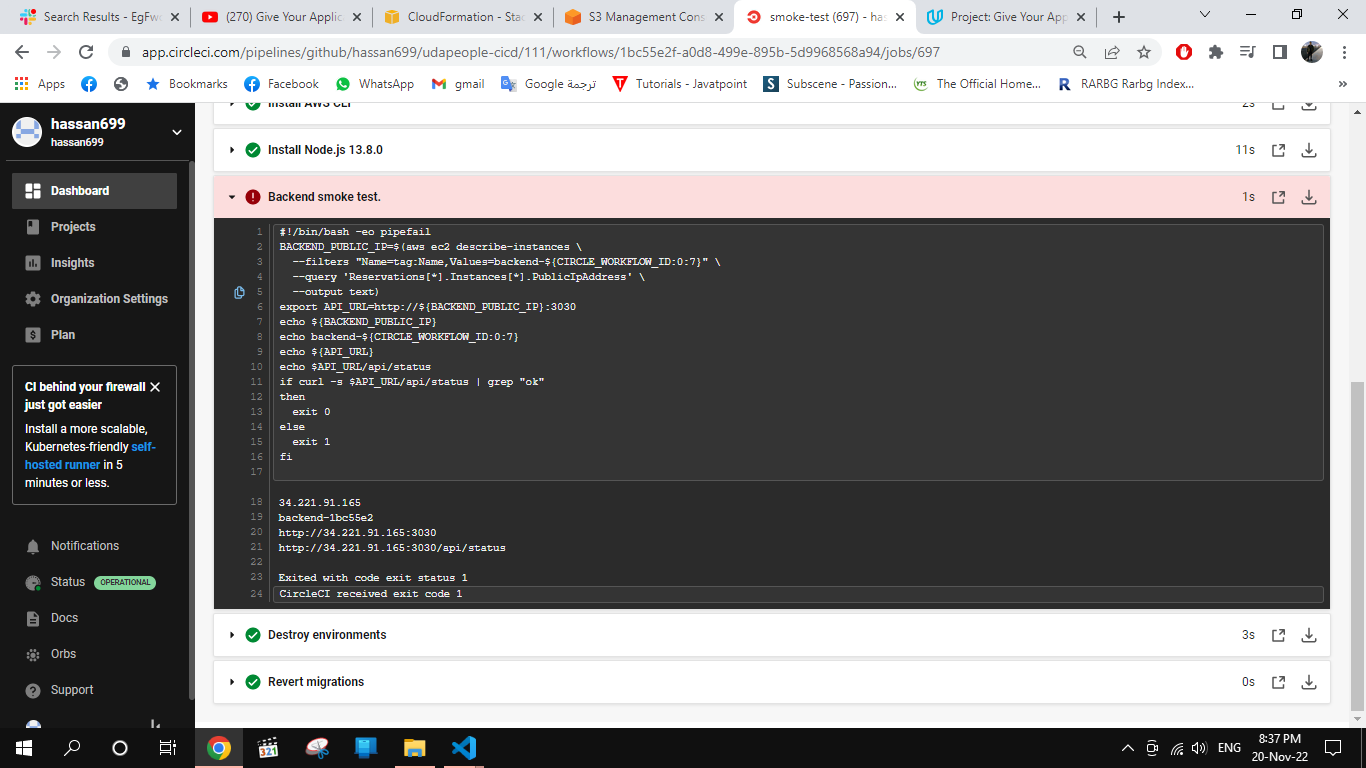 Search Results - EgFwd
(270) Give Your Applic
CloudFormation - Stac
S3 Management Cons
smoke-test (697) - has
Project: Give Your App
app.circleci.com/pipelines/github/hassan699/udapeople-cicd/111/workflows/1bc55e2f-a0d8-499e-895b-5d9968568a94/jobs/697
Apps
Bookmarks
Facebook
WhatsApp
gmail
ترجمة Google
Tutorials - Javatpoint
Subscene - Passion...
The Official Home...
RARBG Rarbg Index...
hassan699
hassan699
Dashboard
Projects
Insights
Organization Settings
Plan
CI behind your firewall
just got easier
Install a more scalable,
Kubernetes-friendly self-
hosted runner in 5
minutes or less.
Notifications
Status OPERATIONAL
Docs
Orbs
Support
Install AWS CLI 2s
Install Node.js 13.8.0 11s
Backend smoke test. 1s
1 #!/bin/bash -eo pipefail
2 BACKEND_PUBLIC_IP=$(aws ec2 describe-instances \
3 --filters "Name=tag:Name,Values=backend-${CIRCLE_WORKFLOW_ID:0:7}" \
4 --query 'Reservations[*].Instances[*].PublicIpAddress' \
5 --output text)
6 export API_URL=http://${BACKEND_PUBLIC_IP}:3030
7 echo ${BACKEND_PUBLIC_IP}
8 echo backend-${CIRCLE_WORKFLOW_ID:0:7}
9 echo ${API_URL}
10 echo $API_URL/api/status
11 if curl -s $API_URL/api/status | grep "ok"
12 then
13 exit 0
14 else
15 exit 1
16 fi
17
18 34.221.91.165
19 backend-1bc55e2
20 http://34.221.91.165:3030
21 http://34.221.91.165:3030/api/status
22
23 Exited with code exit status 1
24 CircleCI received exit code 1
Destroy environments 3s
Revert migrations 0s
321
ENG
8:37 PM
20-Nov-22